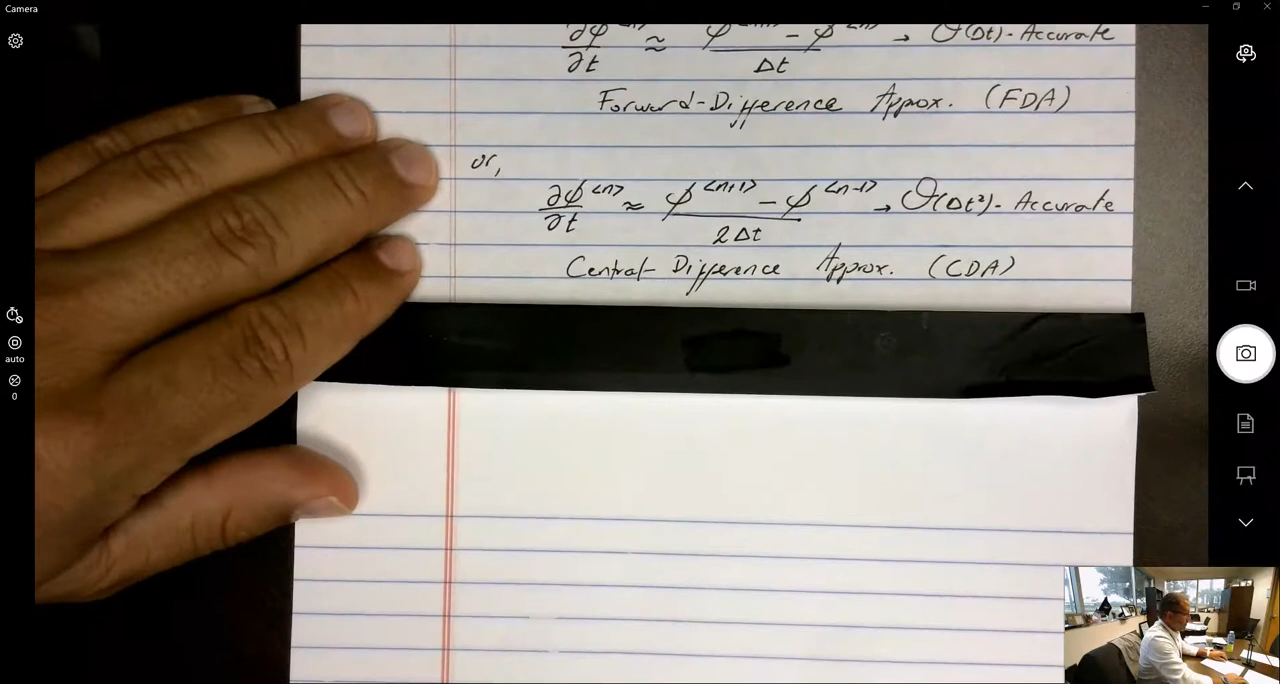 Camera
∂φ/∂t ≈ (φ - φ)/Δt → O(Δt) - Accurate
Forward-Difference Approx. (FDA)
or,
∂φ^<n>/∂t ≈ (φ^<n+1> - φ^<n-1>)/2Δt → O(Δt²) - Accurate
Central-Difference Approx. (CDA)
auto
0